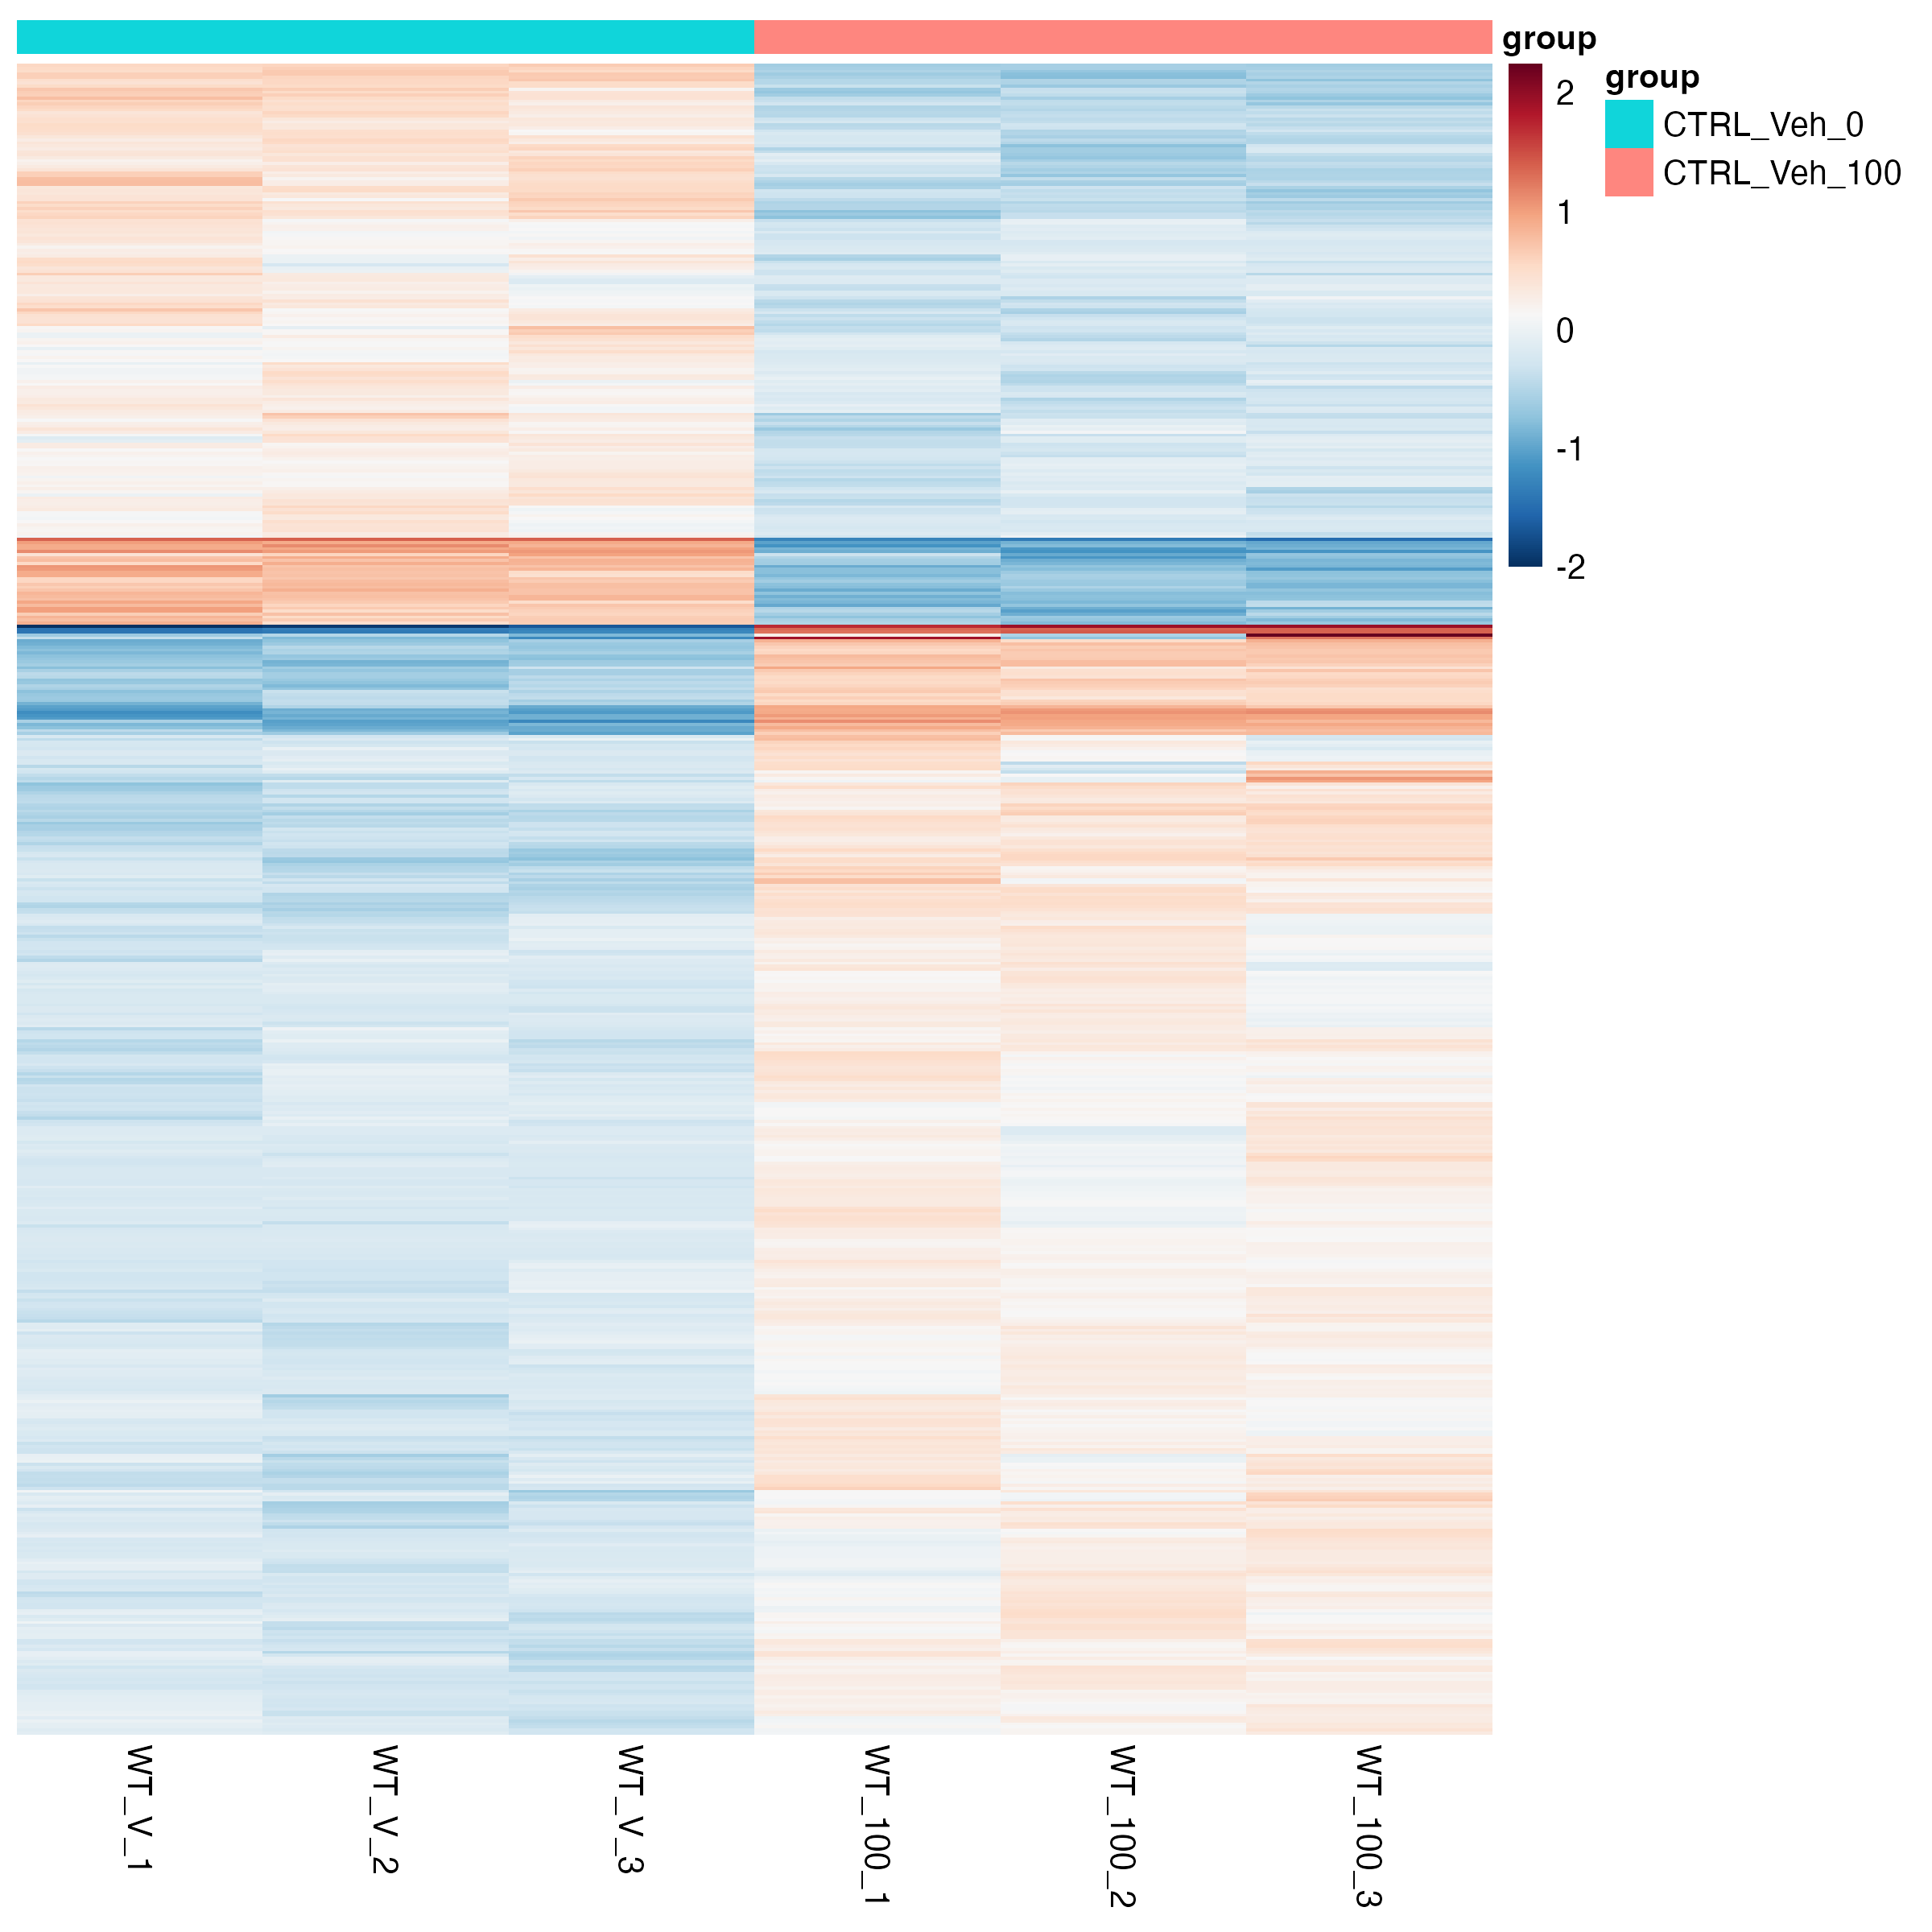 group
2
1
0
-1
-2
group
CTRL_Veh_0
CTRL_Veh_100
WT_V_1
WT_V_2
WT_V_3
WT_100_1
WT_100_2
WT_100_3